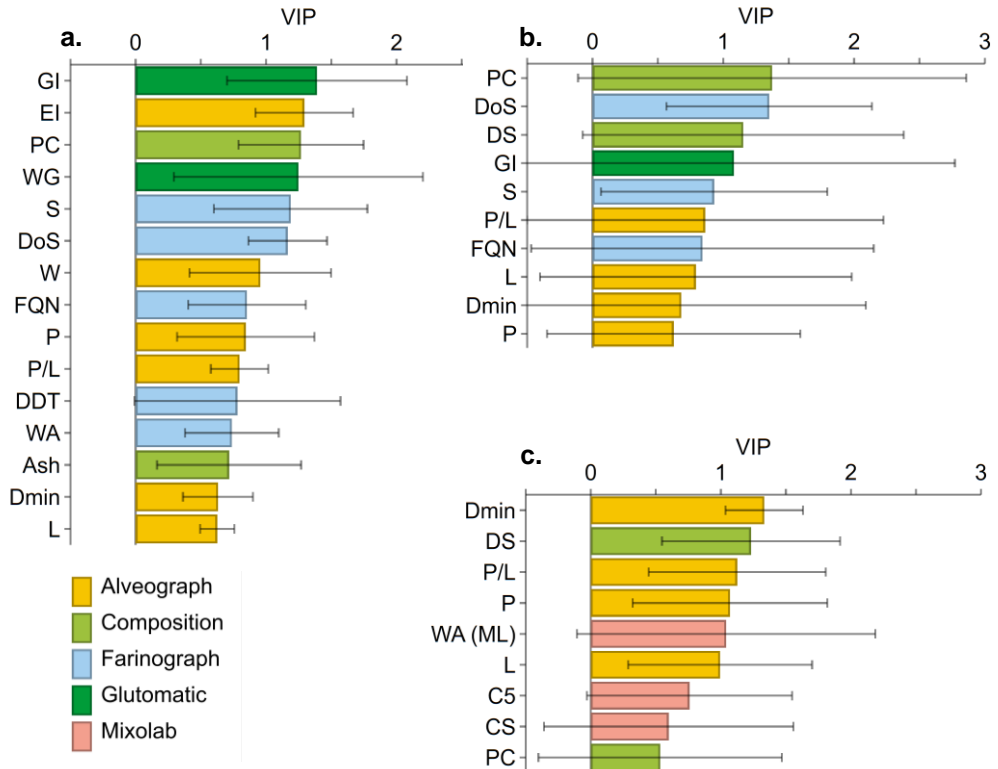 a.
VIP
0 1 2
GI
EI
PC
WG
S
DoS
W
FQN
P
P/L
DDT
WA
Ash
Dmin
L
b.
VIP
0 1 2 3
PC
DoS
DS
GI
S
P/L
FQN
L
Dmin
P
c.
VIP
0 1 2 3
Dmin
DS
P/L
P
WA (ML)
L
C5
CS
PC
Alveograph
Composition
Farinograph
Glutomatic
Mixolab